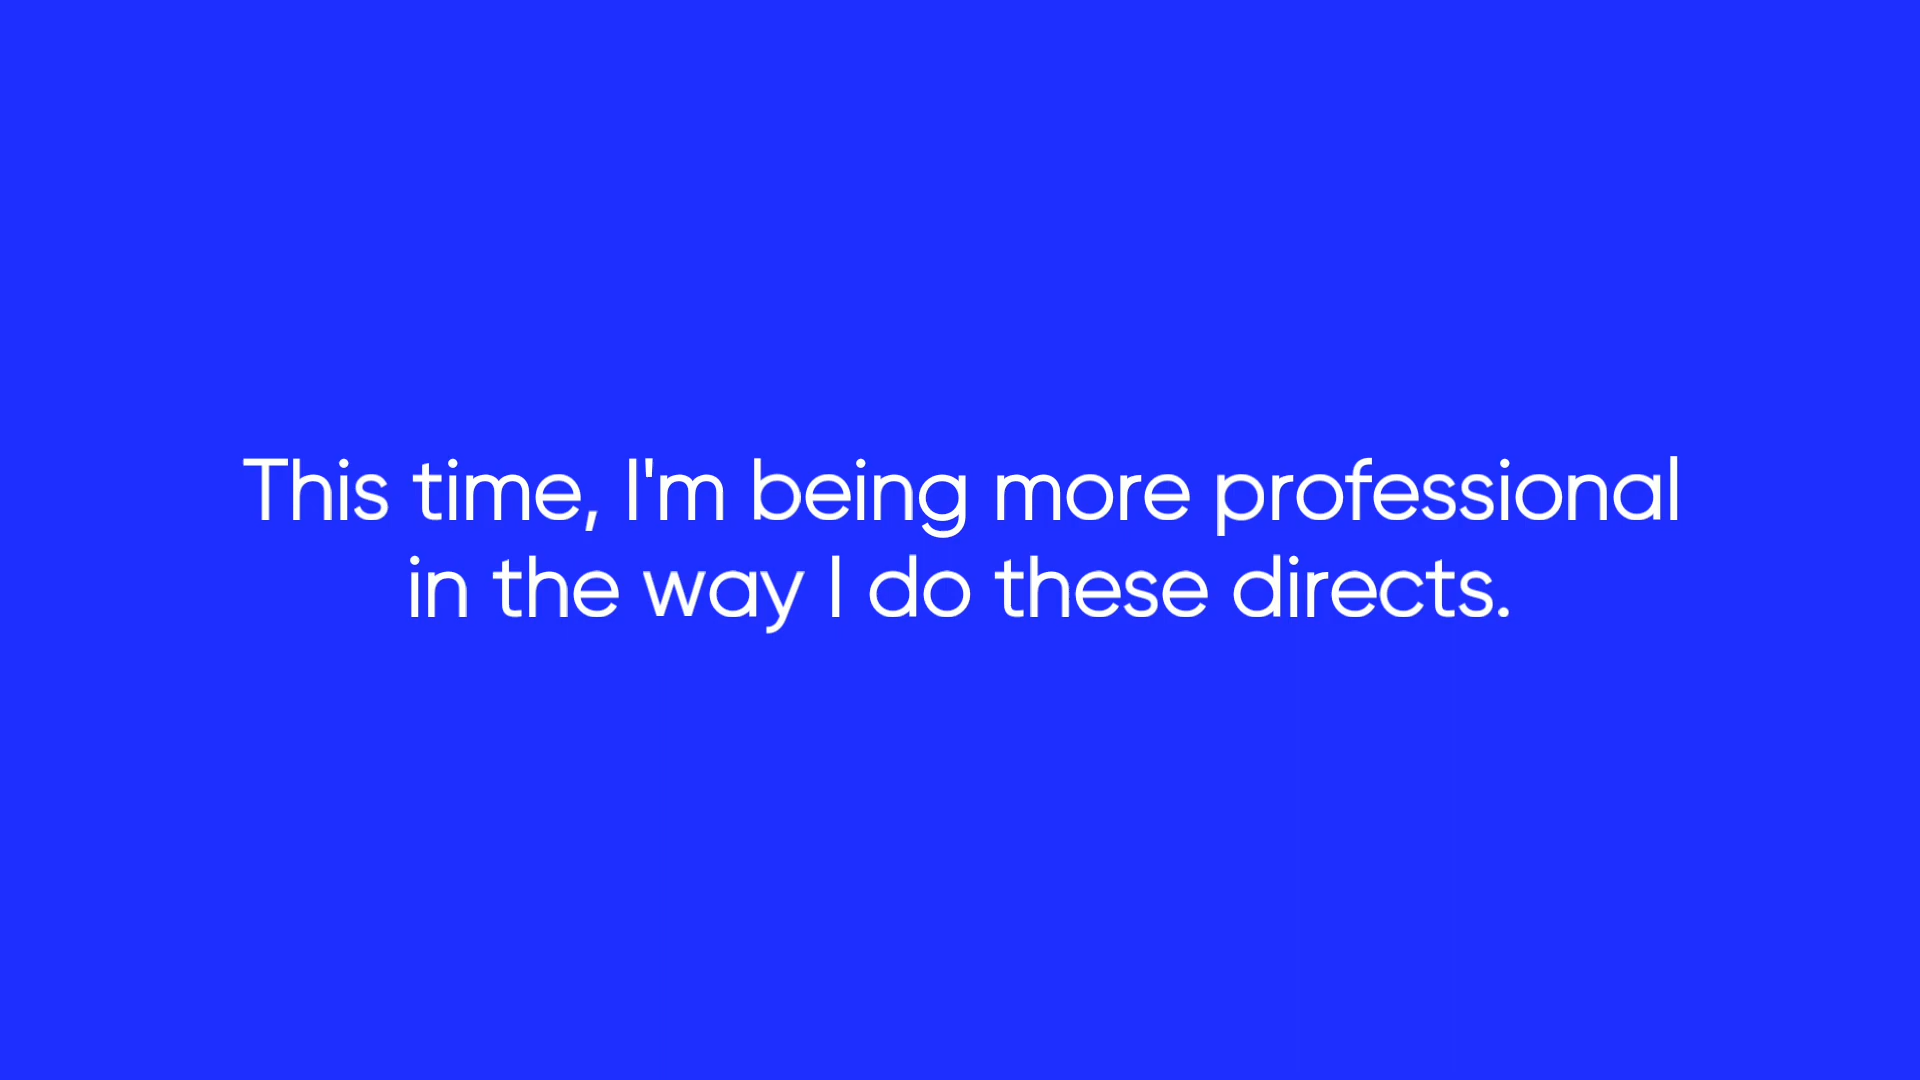 This time, I'm being more professional
in the way I do these directs.